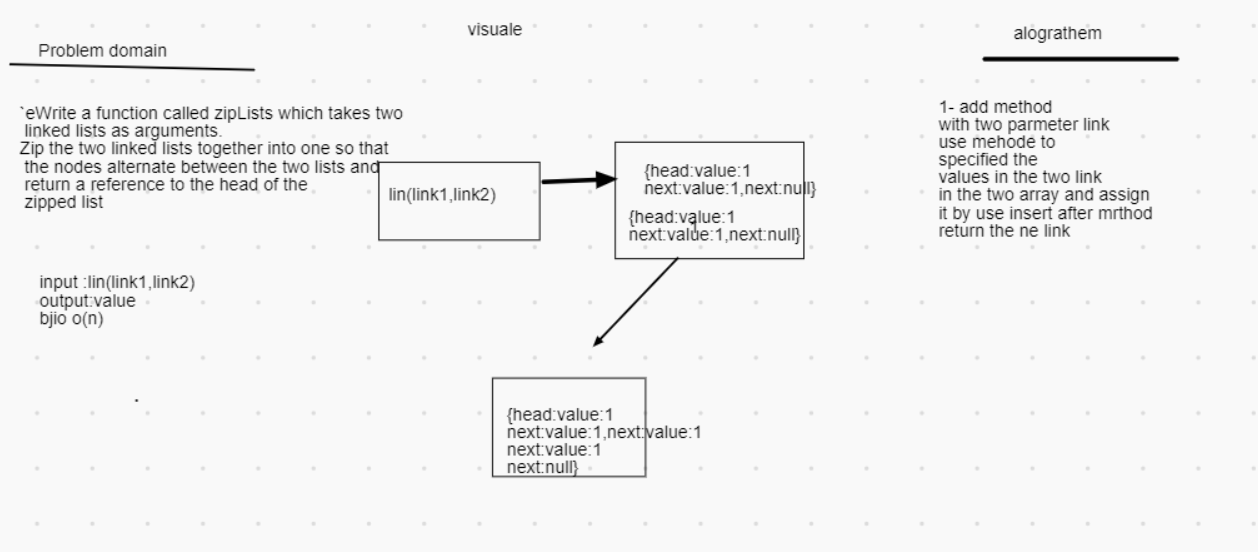 Problem domain
`eWrite a function called zipLists which takes two
linked lists as arguments.
Zip the two linked lists together into one so that
the nodes alternate between the two lists and
return a reference to the head of the
zipped list
input :lin(link1,link2)
output:value
bjio o(n)
visuale
lin(link1,link2)
{head:value:1
next:value:1,next:null}
{head:value:1
next:value:1,next:null}
1
{head:value:1
next:value:1,next:value:1
next:value:1
next:null}
alograthem
1- add method
with two parmeter link
use mehode to
specified the
values in the two link
in the two array and assign
it by use insert after mrthod
return the ne link